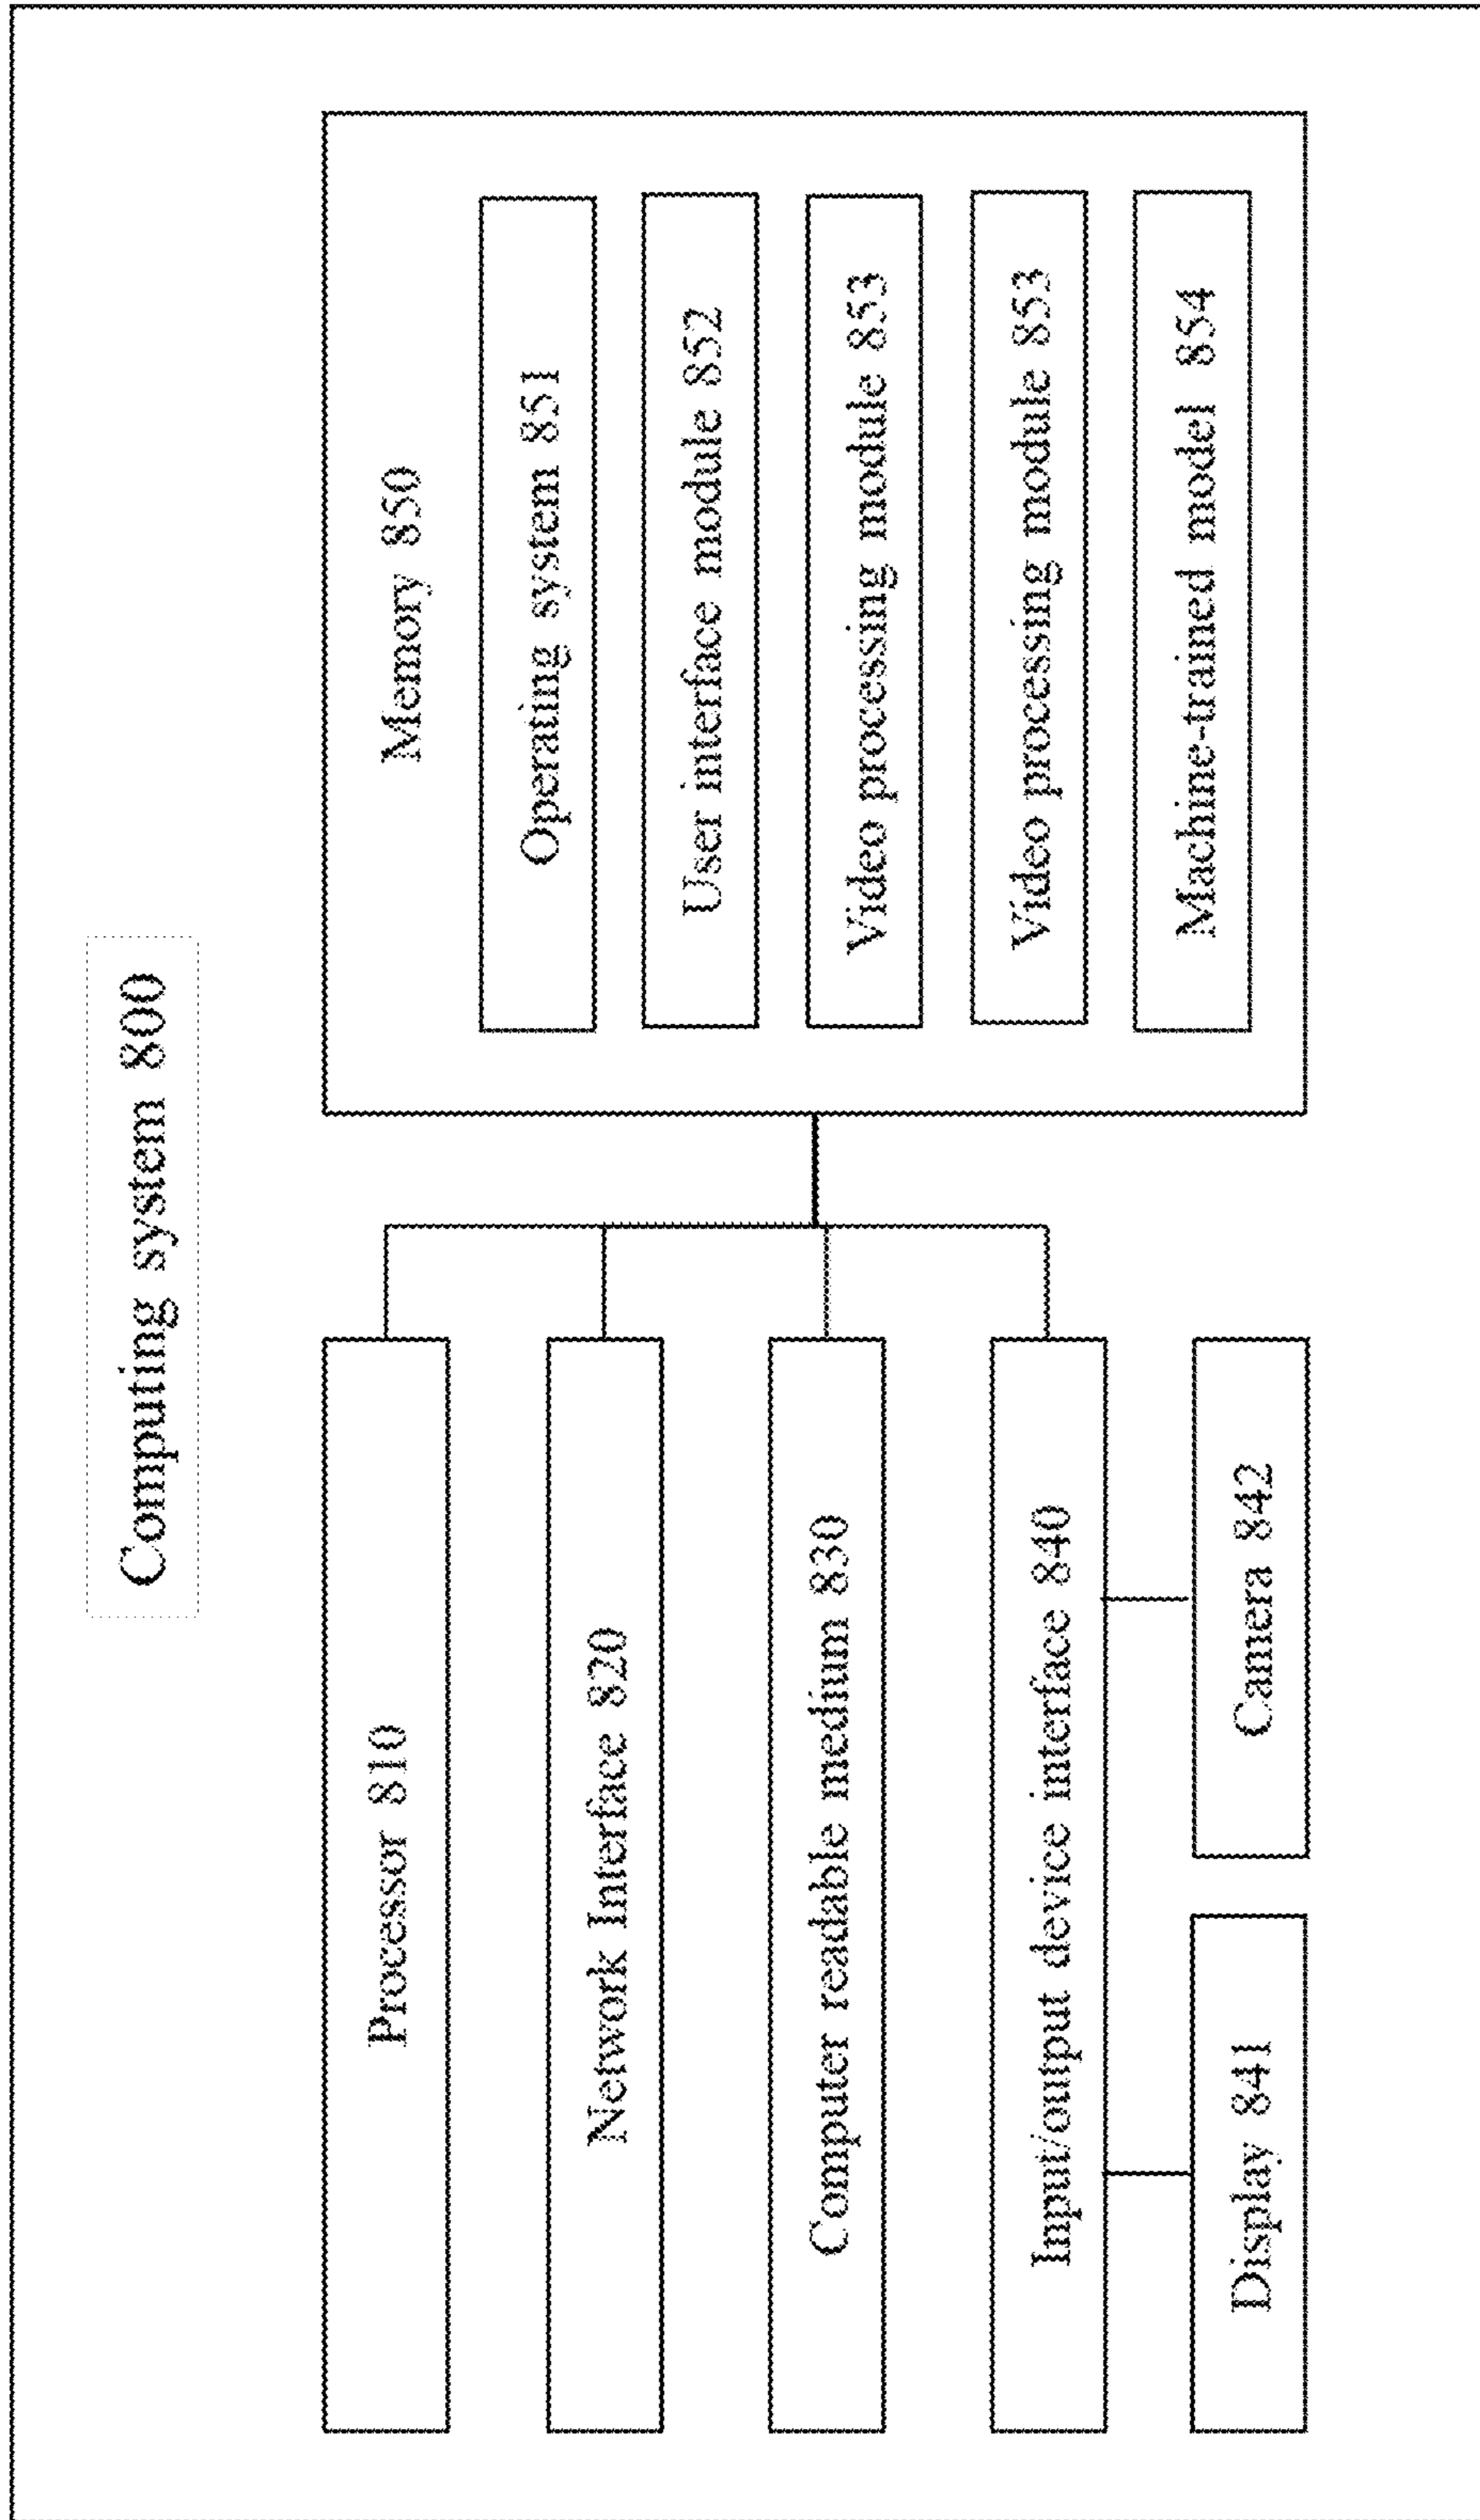 Computing system 800
Processor 810
Network Interface 820
Computer readable medium 830
Input/output device interface 840
Display 841
Camera 842
Memory 850
Operating system 851
User interface module 852
Video processing module 853
Video processing module 853
Machine-trained model 854